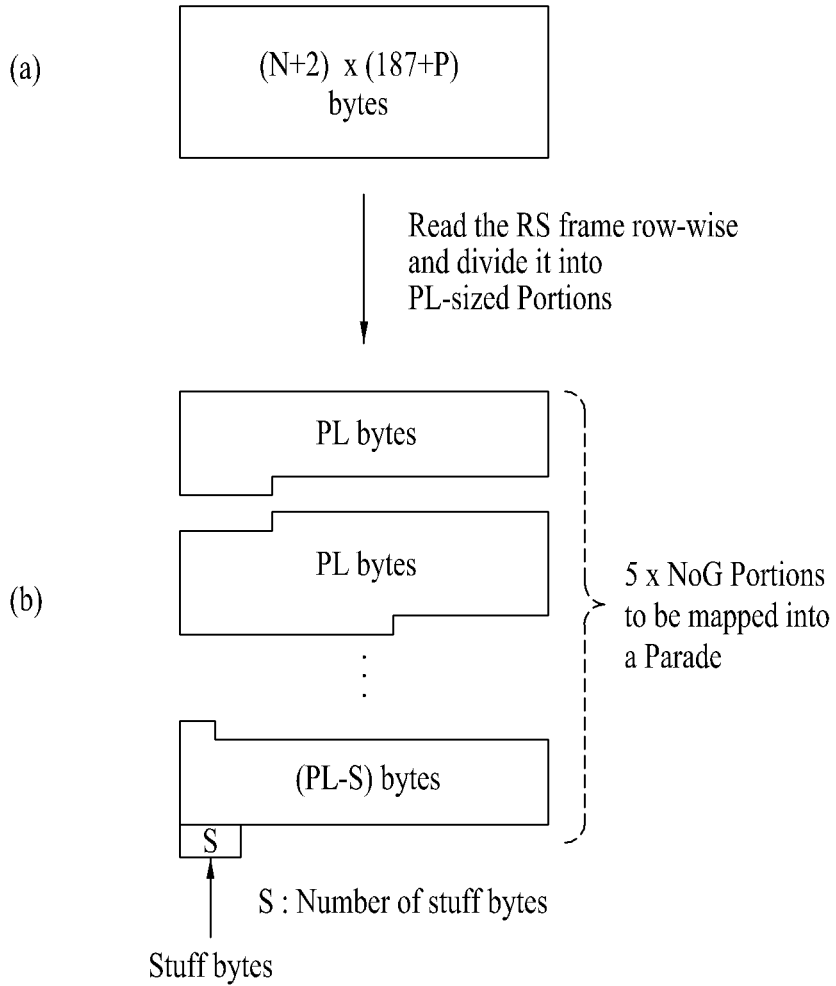 (a)
(N+2) x (187+P)
bytes
Read the RS frame row-wise
and divide it into
PL-sized Portions
PL bytes
PL bytes
(b)
5 x NoG Portions
to be mapped into
a Parade
(PL-S) bytes
S
S : Number of stuff bytes
Stuff bytes